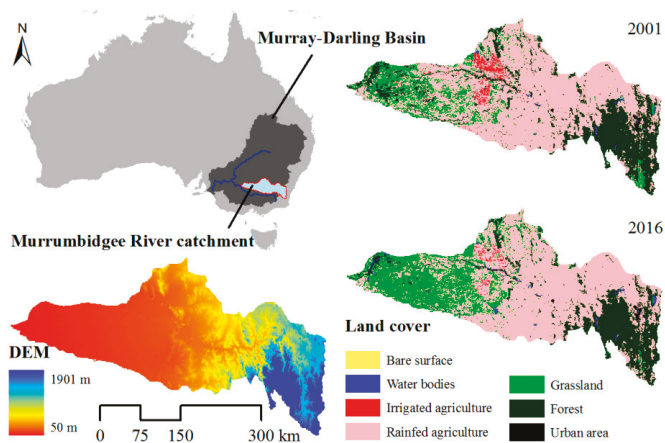 N
Murray-Darling Basin
Murrumbidgee River catchment
2001
2016
DEM
1901 m
50 m
0 75 150 300 km
Land cover
Bare surface
Water bodies
Irrigated agriculture
Rainfed agriculture
Grassland
Forest
Urban area